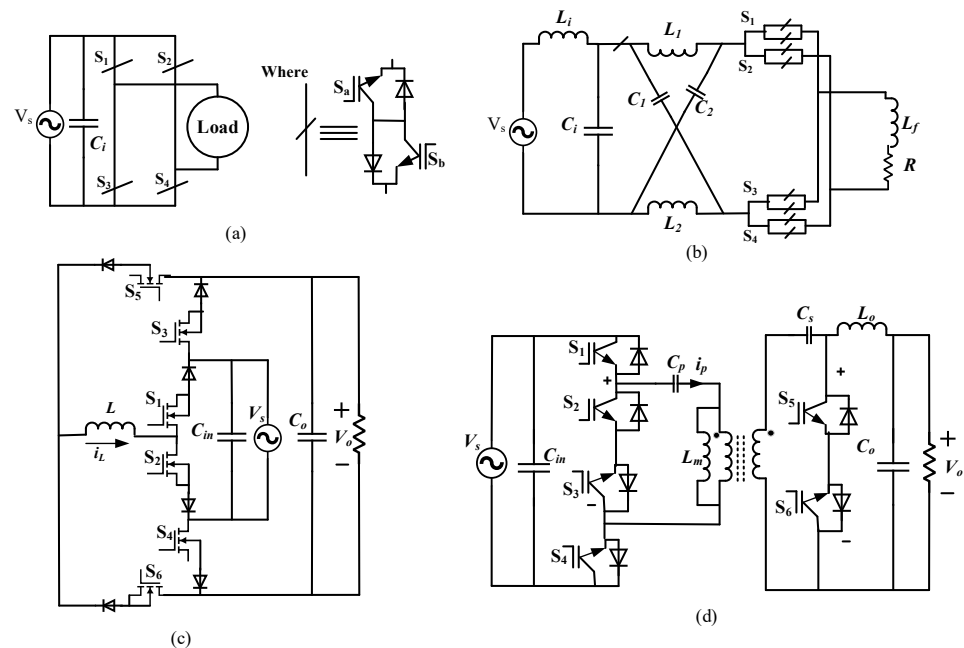 S1
S2
Where
Sa
Vs
Ci
Load
Sb
S3
S4
(a)
Li
L1
S1
S2
C1
C2
Vs
Ci
Lf
R
S3
L2
S4
(b)
S5
S3
S1
L
iL
Vs
Cin
Co
+
Vo
−
S2
S4
S6
(c)
S1
+
Cp
ip
S2
Vs
Cin
Lm
S3
−
S4
Cs
Lo
+
S5
Co
+
Vo
−
S6
−
(d)